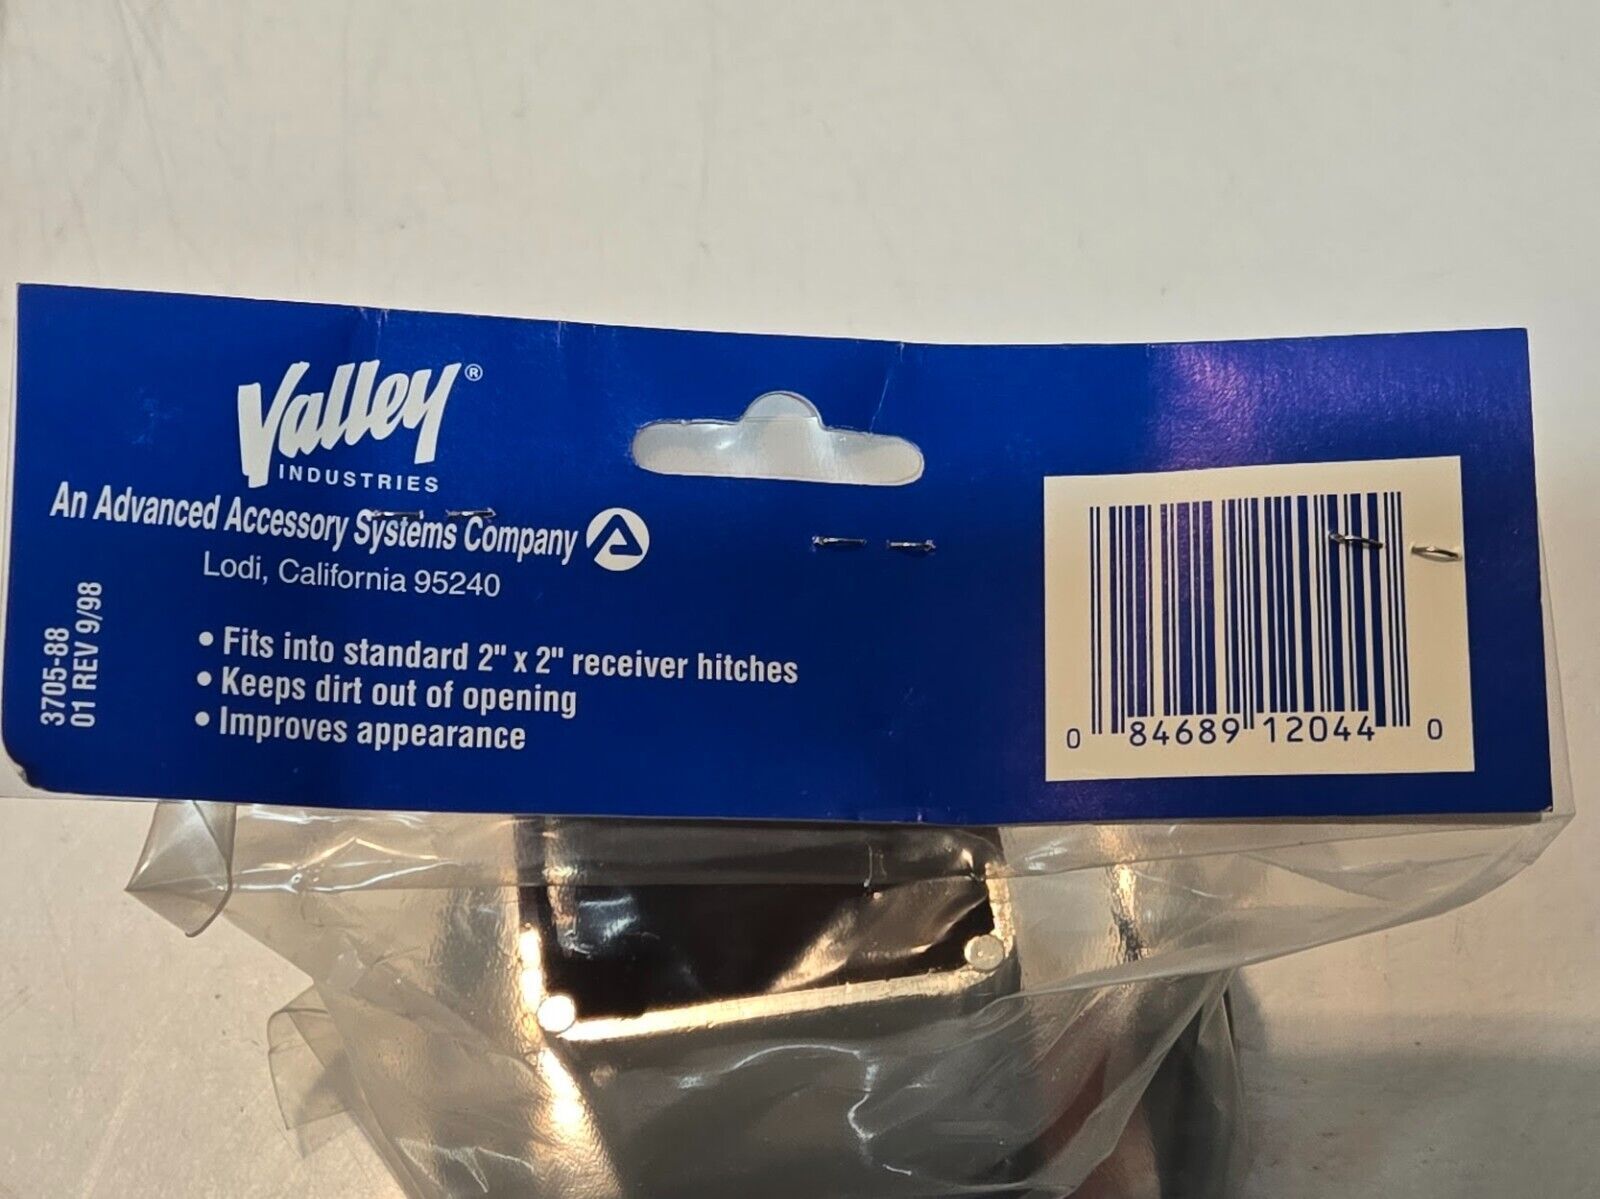 Valley®
INDUSTRIES
An Advanced Accessory Systems Company
Lodi, California 95240
3705-88
01 REV 9/98
• Fits into standard 2" x 2" receiver hitches
• Keeps dirt out of opening
• Improves appearance
0 84689 12044 0